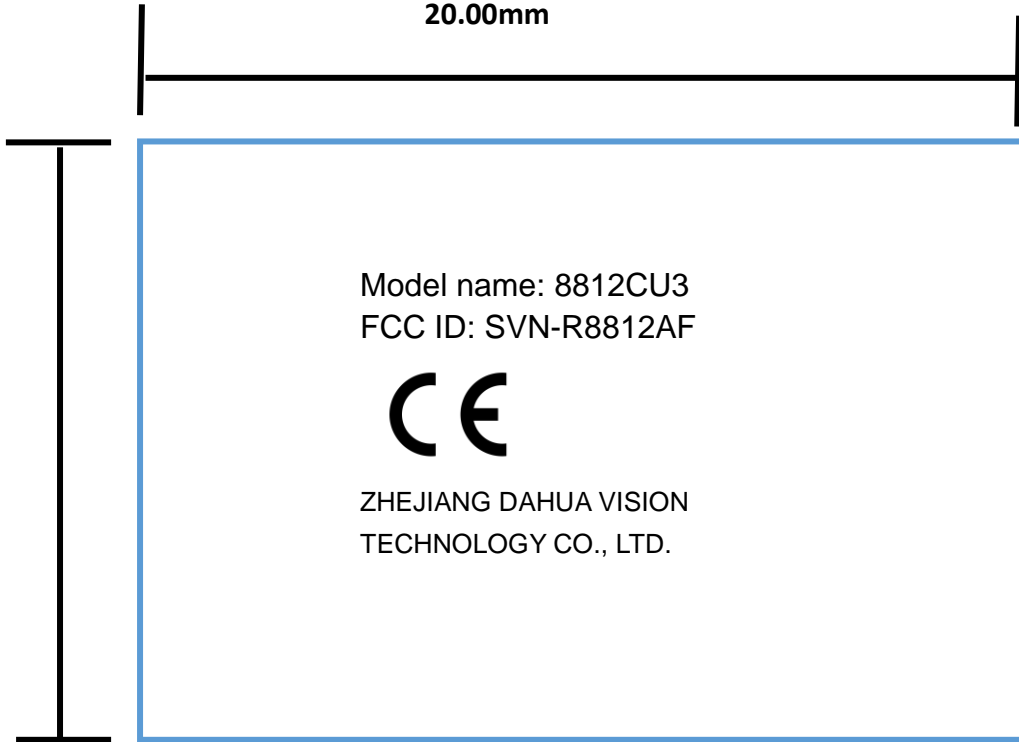 20.00mm
Model name: 8812CU3
FCC ID: SVN-R8812AF
CE
ZHEJIANG DAHUA VISION
TECHNOLOGY CO., LTD.